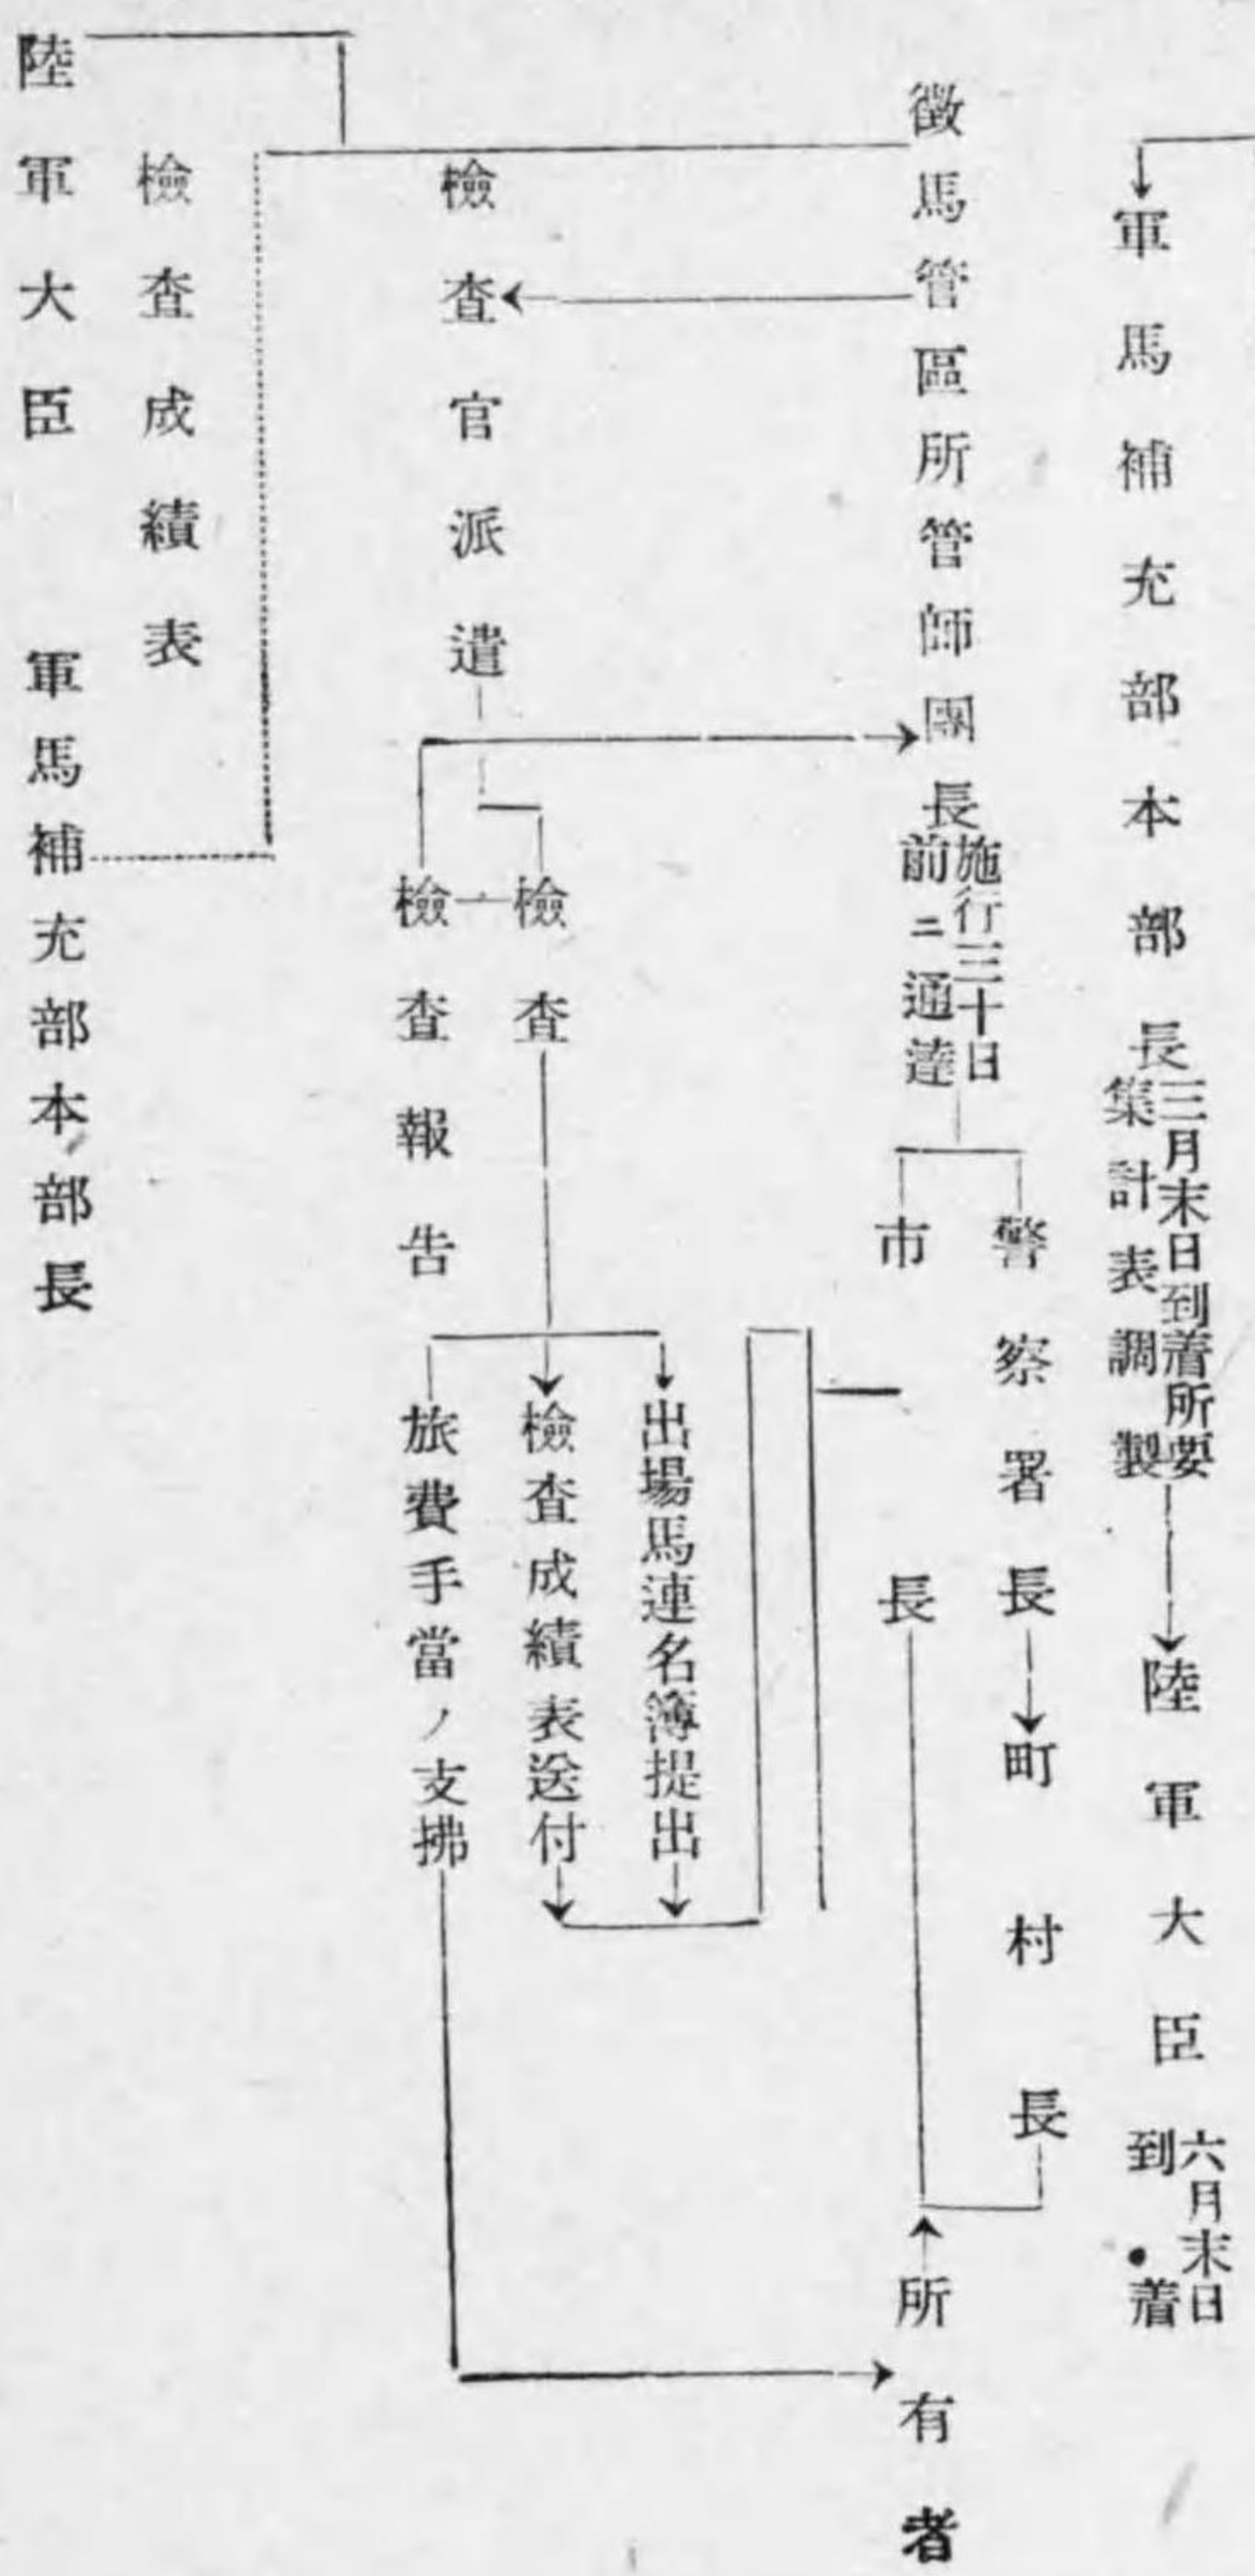 軍馬補充部本部長
三月末日到着所要
集計表調製
陸軍大臣
六月末日
到着
徴馬管區所管師團長
施行三十日
前ニ通達
警察署長
町村長
市長
所有者
檢査官派遣
檢査
檢査報告
出場馬連名簿提出
檢査成績表送付
旅費手當ノ支拂
檢査成績表
陸軍大臣
軍馬補充部本部長